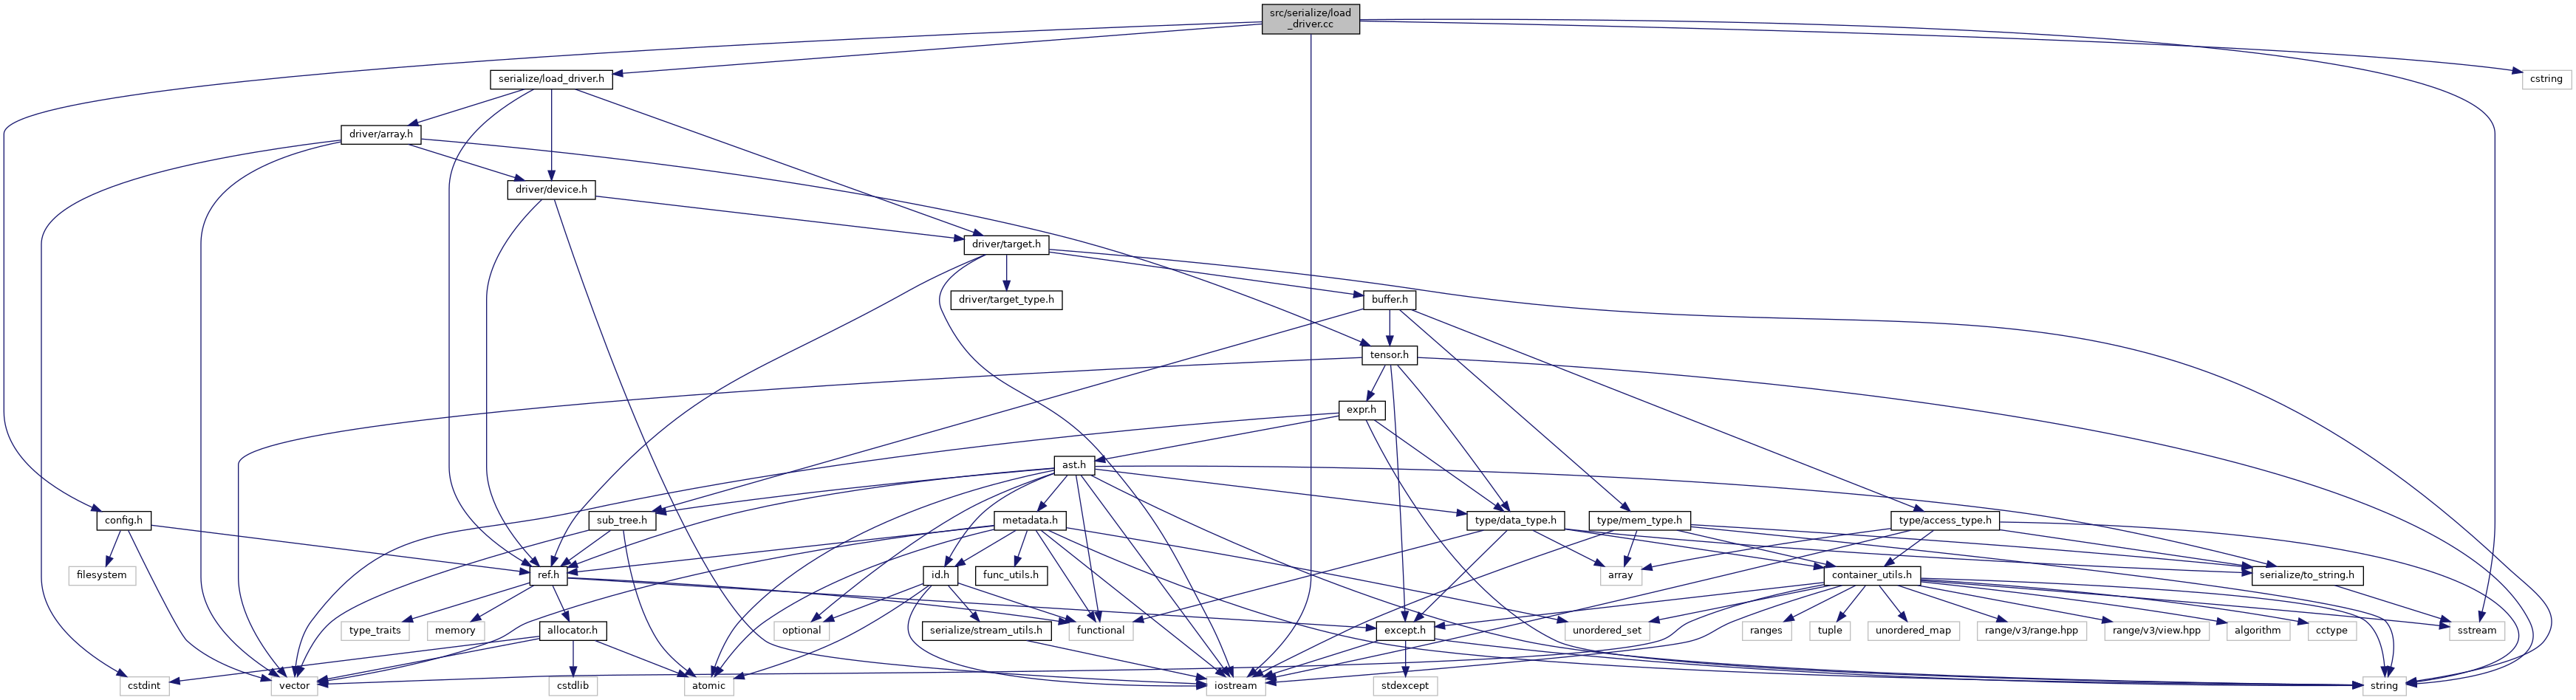 src/serialize/load
_driver.cc
serialize/load_driver.h
cstring
driver/array.h
driver/device.h
driver/target.h
driver/target_type.h
buffer.h
tensor.h
expr.h
ast.h
config.h
sub_tree.h
metadata.h
type/data_type.h
type/mem_type.h
type/access_type.h
filesystem
ref.h
id.h
func_utils.h
array
container_utils.h
serialize/to_string.h
type_traits
memory
allocator.h
optional
serialize/stream_utils.h
functional
except.h
unordered_set
ranges
tuple
unordered_map
range/v3/range.hpp
range/v3/view.hpp
algorithm
cctype
sstream
cstdint
vector
cstdlib
atomic
iostream
stdexcept
string